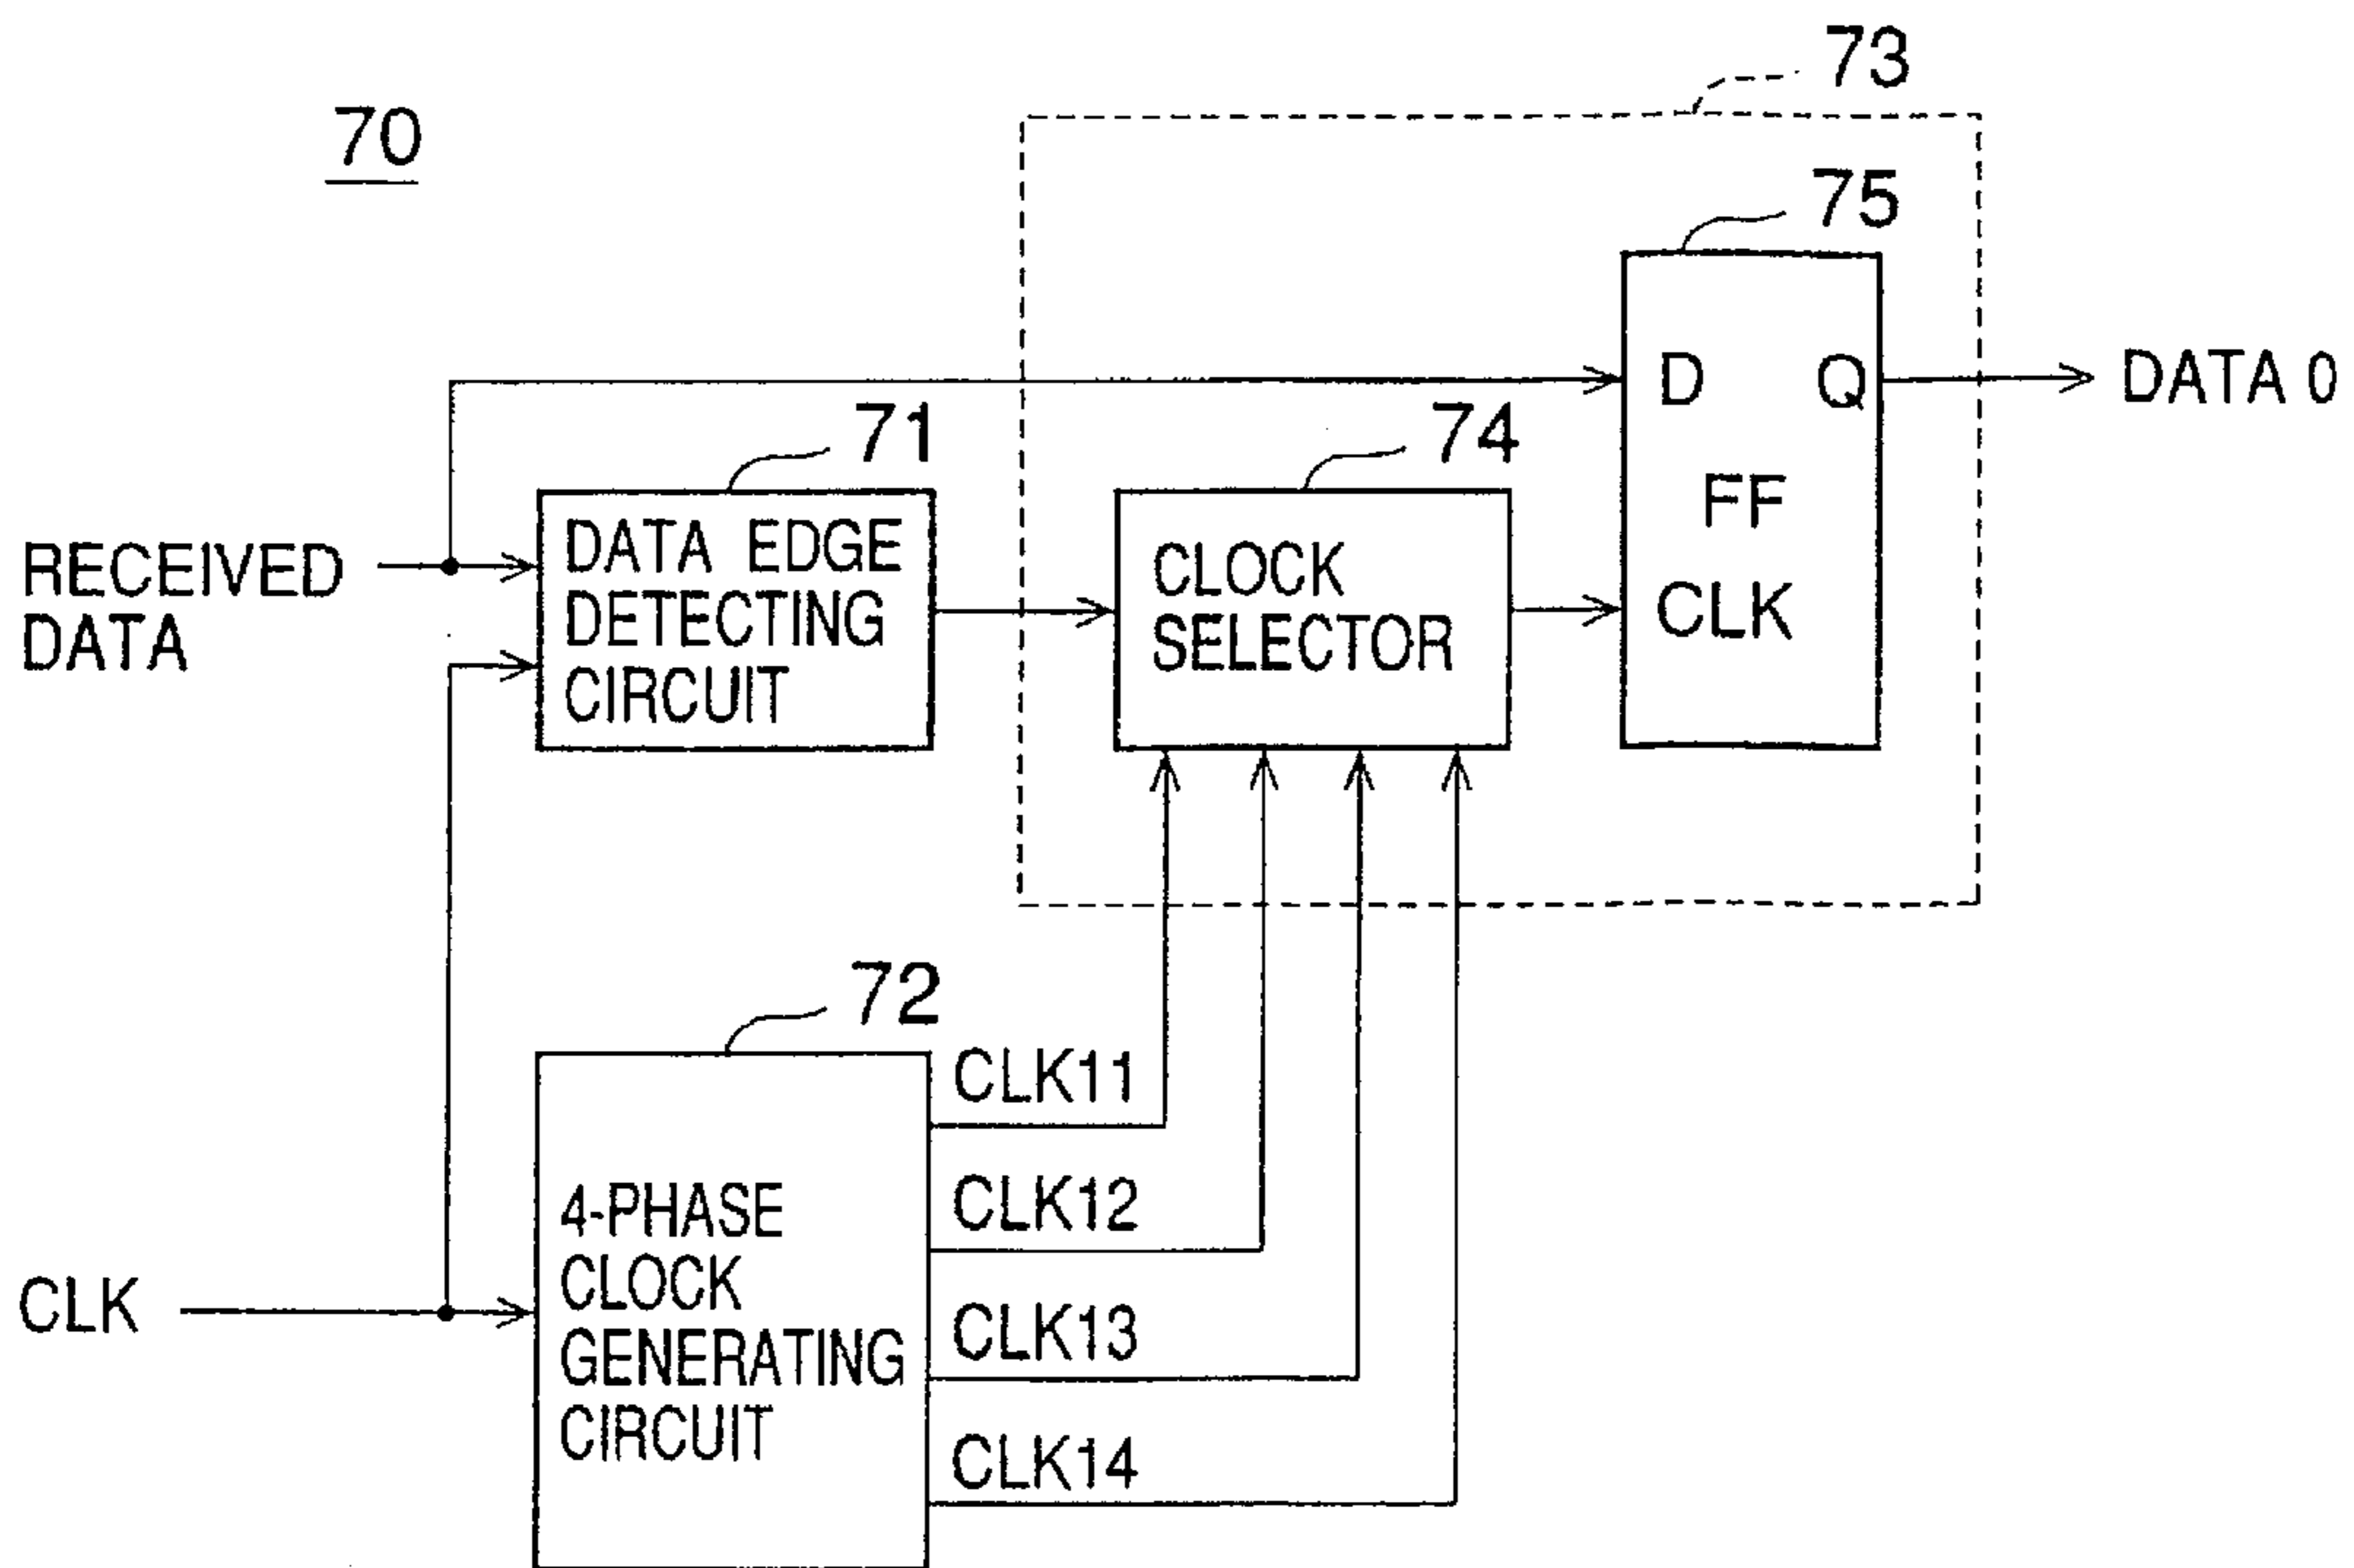 73
70
75
D Q
DATA 0
71
74
FF
RECEIVED
DATA
DATA EDGE
DETECTING
CIRCUIT
CLOCK
SELECTOR
CLK
72
CLK11
CLK12
4-PHASE
CLOCK
GENERATING
CIRCUIT
CLK
CLK13
CLK14